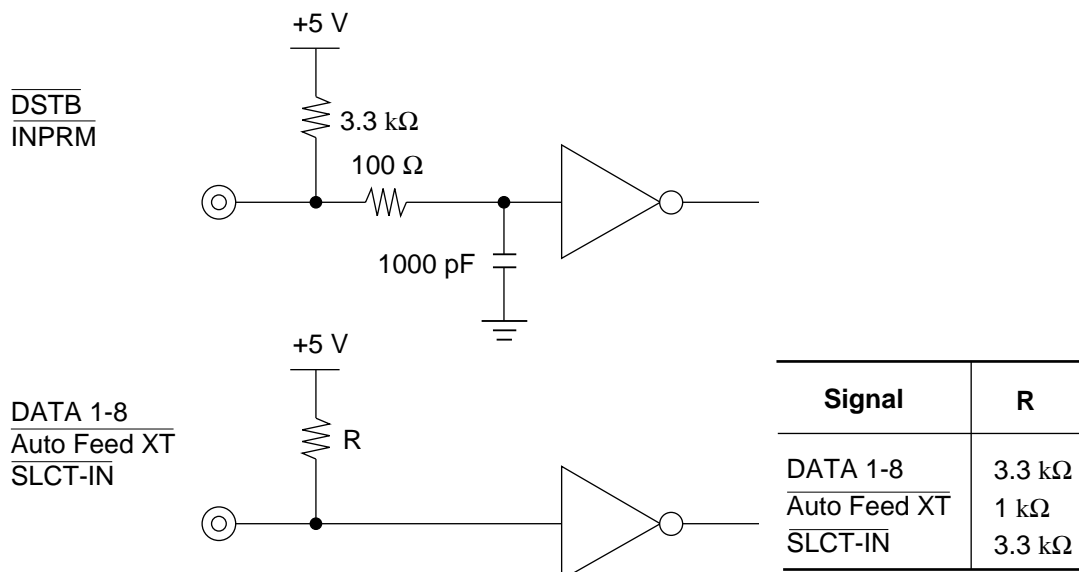 +5 V
DSTB
INPRM
3.3 kΩ
100 Ω
1000 pF
+5 V
DATA 1-8
Auto Feed XT
SLCT-IN
R
Signal R
DATA 1-8 3.3 kΩ
Auto Feed XT 1 kΩ
SLCT-IN 3.3 kΩ